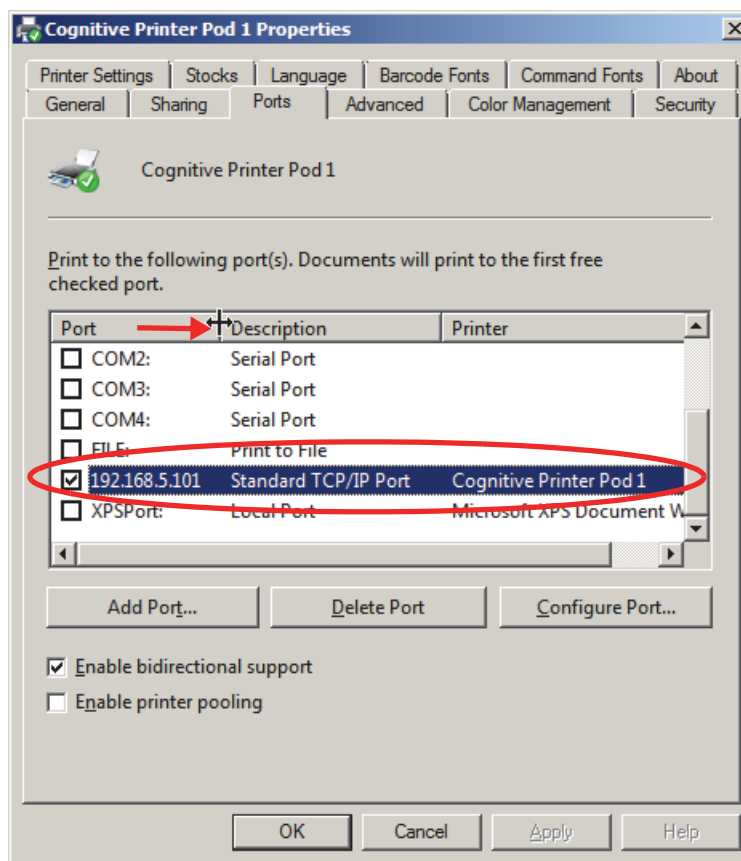 Cognitive Printer Pod 1 Properties
Printer Settings Stocks Language Barcode Fonts Command Fonts About
General Sharing Ports Advanced Color Management Security
Cognitive Printer Pod 1
Print to the following port(s). Documents will print to the first free
checked port.
Port Description Printer
COM2: Serial Port
COM3: Serial Port
COM4: Serial Port
FILE: Print to File
192.168.5.101 Standard TCP/IP Port Cognitive Printer Pod 1
XPSPort: Local Port Microsoft XPS Document W
Add Port... Delete Port Configure Port...
Enable bidirectional support
Enable printer pooling
OK Cancel Apply Help